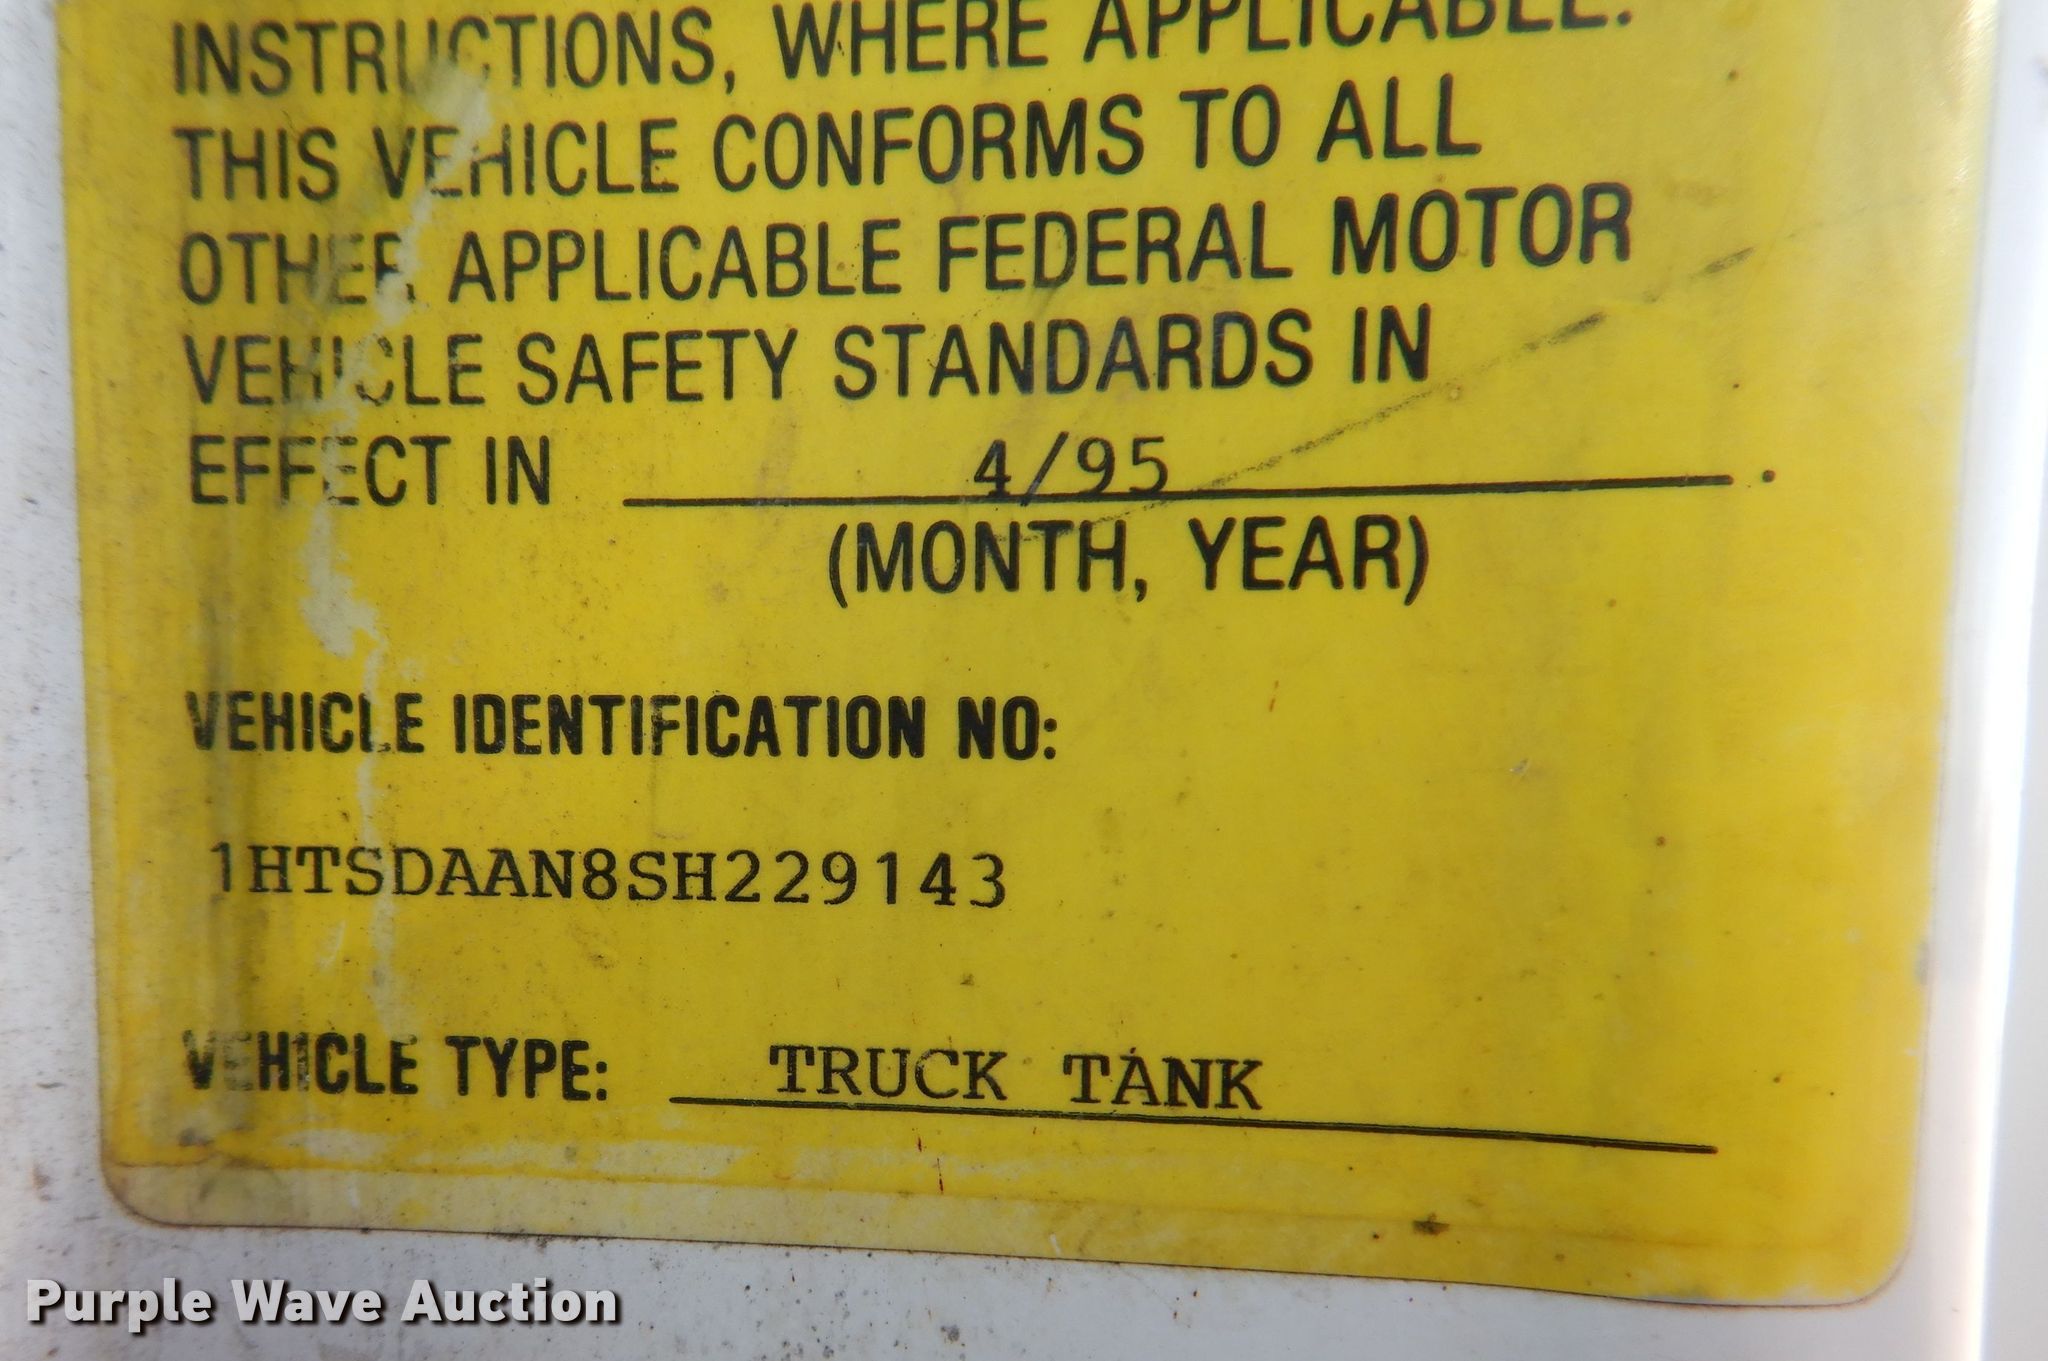 INSTRUCTIONS, WHERE APPLICABLE.
THIS VEHICLE CONFORMS TO ALL
OTHER APPLICABLE FEDERAL MOTOR
VEHICLE SAFETY STANDARDS IN
EFFECT IN 4/95 .
(MONTH, YEAR)
VEHICLE IDENTIFICATION NO:
1HTSDAAN8SH229143
VEHICLE TYPE: TRUCK TANK
Purple Wave Auction